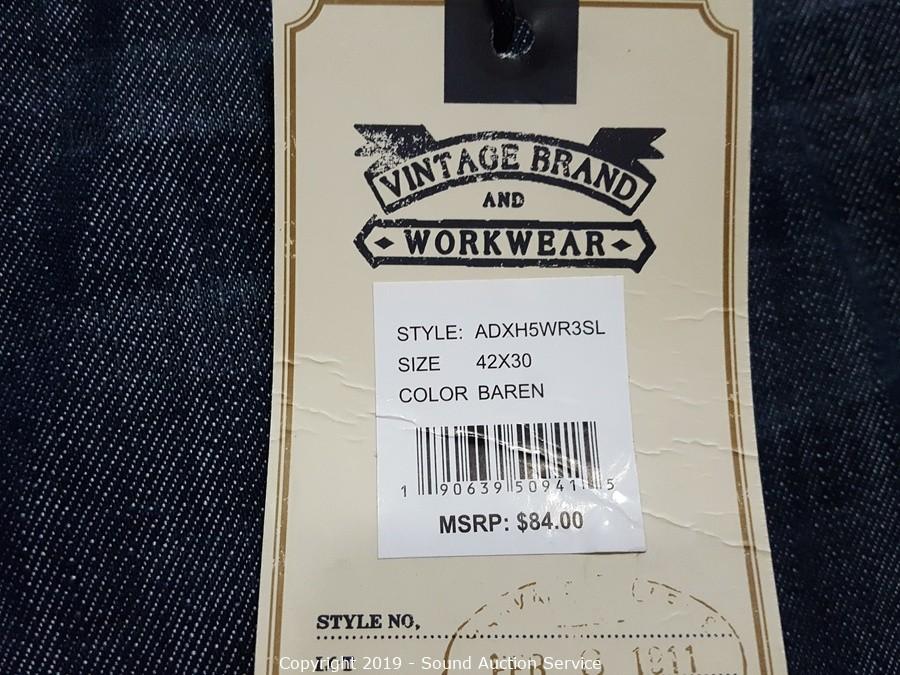 VINTAGE BRAND
AND
WORKWEAR
STYLE: ADXH5WR3SL
SIZE 42X30
COLOR BAREN
1 90639 50941 5
MSRP: $84.00
STYLE NO,
1911
Copyright 2019 - Sound Auction Service